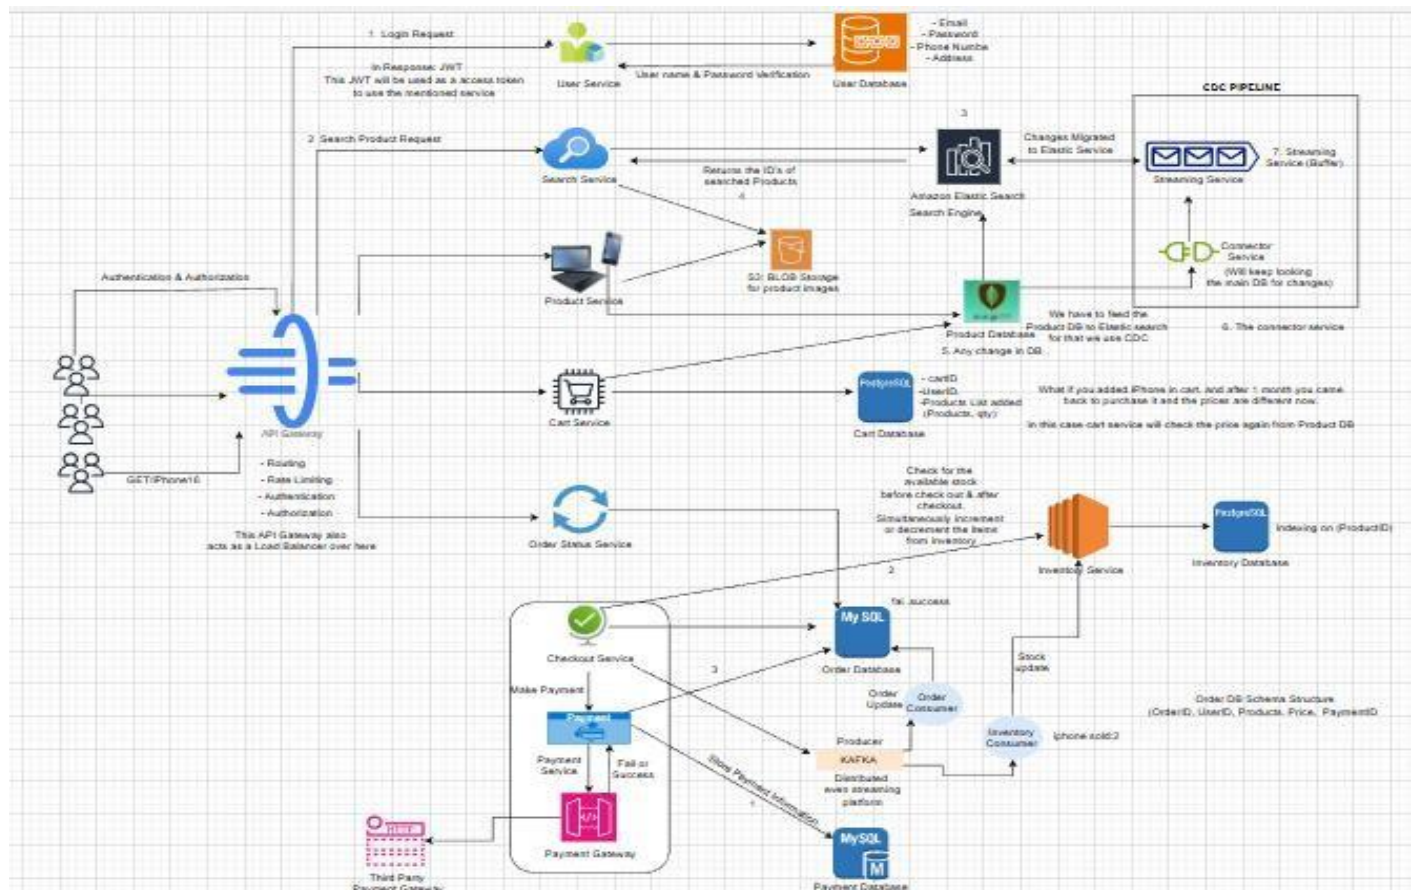 1 Login Request
In Response: JWT
This JWT will be used as a access token
to use the mentioned service
User Service
User name & Password Verification
User Database
- Email
- Password
- Phone Numbe
- Address
CDC PIPELINE
2 Search Product Request
Search Service
Returns the ID's of
searched Products
4
3
Amazon Elastic Search
Search Engine
Changes Migrated
to Elastic Service
Streaming Service
7. Streaming
Service (Buffer)
Connector
Service
(Will keep looking
the main DB for changes)
6. The connector service
Authentication & Authorization
Product Service
S3: BLOB Storage
for product images
Product Database
5. Any change in DB
We have to feed the
Product DB to Elastic search
for that we use CDC
API Gateway
- Routing
- Rate Limiting
- Authentication
- Authorization
This API Gateway also
acts as a Load Balancer over here
GET/iPhone16
Cart Service
PostgreSQL
Cart Database
- cartID
-UserID
-Products List added
(Products, qty)
What if you added iPhone in cart, and after 1 month you came
back to purchase it and the prices are different now.
in this case cart service will check the price again from Product DB
Order Status Service
Check for the
available stock
before check out & after
checkout.
Simultaneously increment
or decrement the items
from inventory
2
Inventory Service
PostgreSQL
Inventory Database
Indexing on (ProductID)
Checkout Service
My SQL
Order Database
3
Make Payment
Payment
Payment
Service
Fail or
Success
Payment Gateway
Third Party
Payment Gateway
Store Payment Information
1
MySQL
M
Payment Database
Order
Update
Order
Consumer
Producer
KAFKA
Distributed
even streaming
platform
Stock
update
Inventory
Consumer
iphone sold:2
Order DB Schema Structure
(OrderID, UserID, Products, Price, PaymentID